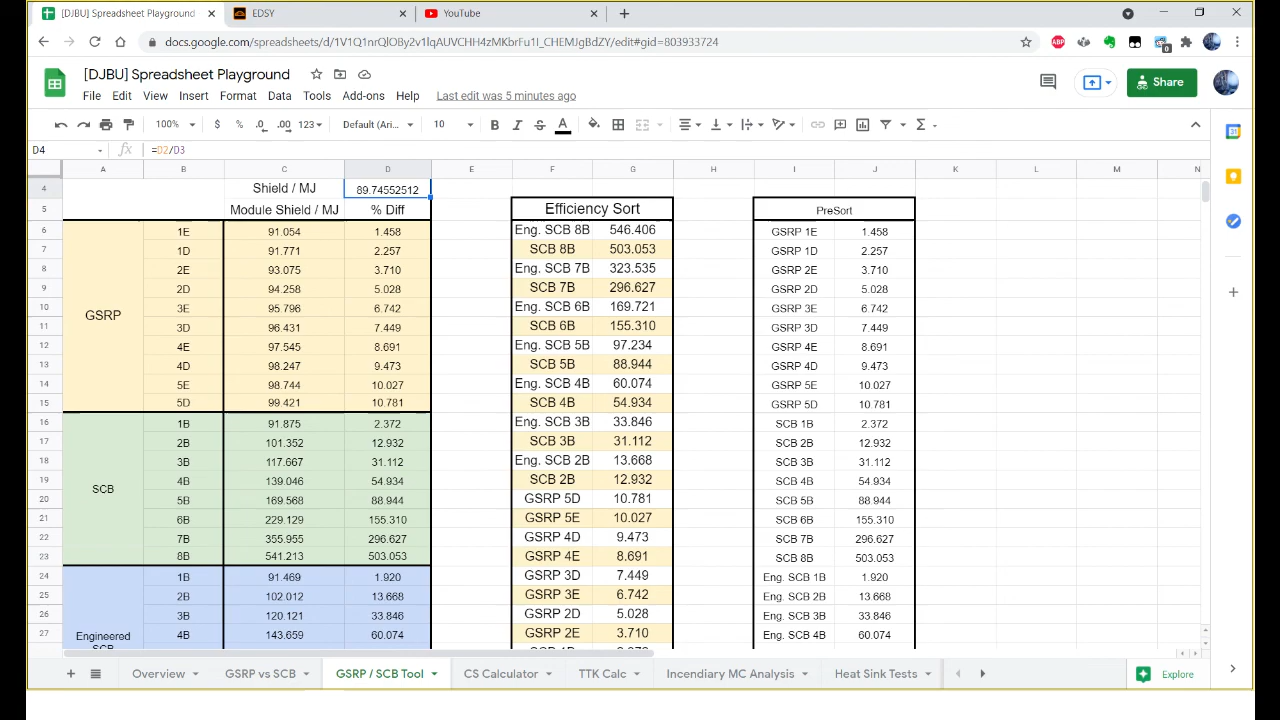 [DJBU] Spreadsheet Playground
EDSY
YouTube
[DJBU] Spreadsheet Playground
File Edit View Insert Format Data Tools Add-ons Help Last edit was 5 minutes ago
Share
100% $ % .0 .00 123 Default (Ari... 10 B I S A
D4 fx =D2/D3
A B C D E F G H I J K L M N
4 Shield / MJ 89.74552512
5 Module Shield / MJ % Diff Efficiency Sort PreSort
6 1E 91.054 1.458 Eng. SCB 8B 546.406 GSRP 1E 1.458
7 1D 91.771 2.257 SCB 8B 503.053 GSRP 1D 2.257
8 2E 93.075 3.710 Eng. SCB 7B 323.535 GSRP 2E 3.710
9 2D 94.258 5.028 SCB 7B 296.627 GSRP 2D 5.028
10 3E 95.796 6.742 Eng. SCB 6B 169.721 GSRP 3E 6.742
GSRP
11 3D 96.431 7.449 SCB 6B 155.310 GSRP 3D 7.449
12 4E 97.545 8.691 Eng. SCB 5B 97.234 GSRP 4E 8.691
13 4D 98.247 9.473 SCB 5B 88.944 GSRP 4D 9.473
14 5E 98.744 10.027 Eng. SCB 4B 60.074 GSRP 5E 10.027
15 5D 99.421 10.781 SCB 4B 54.934 GSRP 5D 10.781
16 1B 91.875 2.372 Eng. SCB 3B 33.846 SCB 1B 2.372
17 2B 101.352 12.932 SCB 3B 31.112 SCB 2B 12.932
18 3B 117.667 31.112 Eng. SCB 2B 13.668 SCB 3B 31.112
19 4B 139.046 54.934 SCB 2B 12.932 SCB 4B 54.934
SCB
20 5B 169.568 88.944 GSRP 5D 10.781 SCB 5B 88.944
21 6B 229.129 155.310 GSRP 5E 10.027 SCB 6B 155.310
22 7B 355.955 296.627 GSRP 4D 9.473 SCB 7B 296.627
23 8B 541.213 503.053 GSRP 4E 8.691 SCB 8B 503.053
24 1B 91.469 1.920 GSRP 3D 7.449 Eng. SCB 1B 1.920
25 2B 102.012 13.668 GSRP 3E 6.742 Eng. SCB 2B 13.668
26 3B 120.121 33.846 GSRP 2D 5.028 Eng. SCB 3B 33.846
27 Engineered 4B 143.659 60.074 GSRP 2E 3.710 Eng. SCB 4B 60.074
Overview GSRP vs SCB GSRP / SCB Tool CS Calculator TTK Calc Incendiary MC Analysis Heat Sink Tests Explore